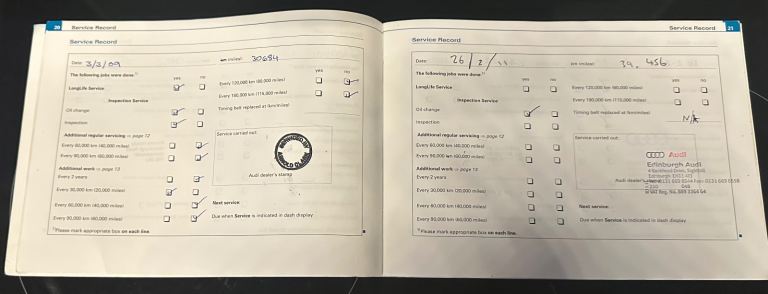 20 Service Record
Service Record
Date: 3/3/09 km (miles) 30684
The following jobs were done:¹⁾
yes no yes no
LongLife Service Every 120,000 km (80,000 miles)
Every 180,000 km (115,000 miles)
Inspection Service
Timing belt replaced at (km/miles)
Oil change
Inspection
Additional regular servicing ⇒ page 12
Service carried out:
Every 60,000 km (40,000 miles)
Every 90,000 km (60,000 miles)
Additional work ⇒ page 13
Audi dealer's stamp
Every 2 years
Every 30,000 km (20,000 miles)
Every 60,000 km (40,000 miles)
Next service:
Every 90,000 km (60,000 miles)
Due when Service is indicated in dash display
¹⁾Please mark appropriate box on each line.
Service Record 21
Service Record
Date: 26/2/11 km (miles) 39,456
The following jobs were done:¹⁾
yes no yes no
LongLife Service Every 120,000 km (80,000 miles)
Every 180,000 km (115,000 miles)
Inspection Service
Timing belt replaced at (km/miles)
Oil change
N/A
Inspection
Additional regular servicing ⇒ page 12
Service carried out:
Every 60,000 km (40,000 miles)
Every 90,000 km (60,000 miles)
Audi
Edinburgh Audi
Additional work ⇒ page 13
Audi dealer's
Every 2 years
Every 30,000 km (20,000 miles)
Every 60,000 km (40,000 miles)
Next service:
Every 90,000 km (60,000 miles)
Due when Service is indicated in dash display
¹⁾Please mark appropriate box on each line.